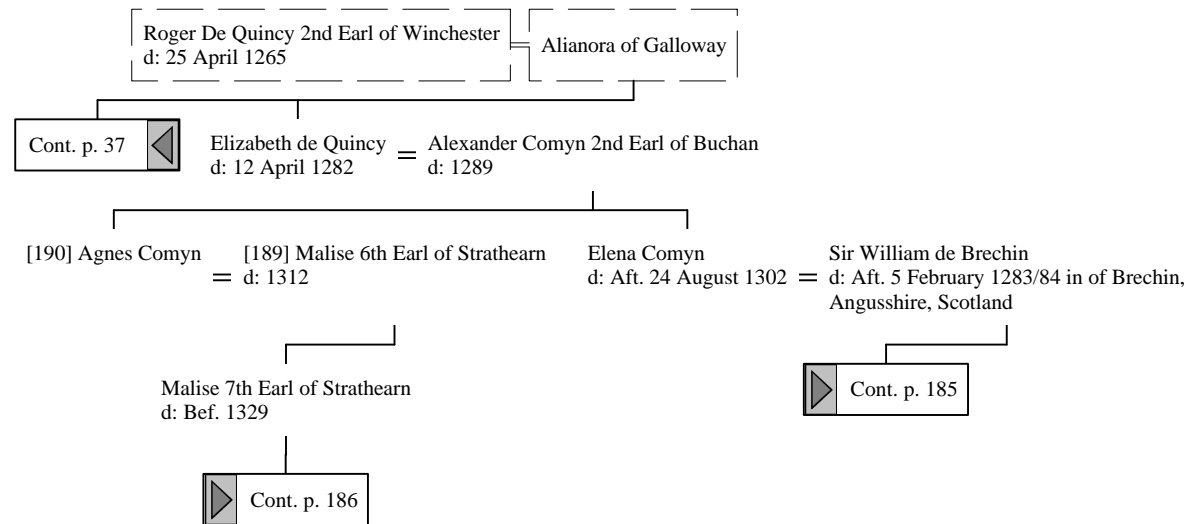 Roger De Quincy 2nd Earl of Winchester
d: 25 April 1265
Alianora of Galloway
Cont. p. 37
Elizabeth de Quincy
d: 12 April 1282
=
Alexander Comyn 2nd Earl of Buchan
d: 1289
[190] Agnes Comyn
=
[189] Malise 6th Earl of Strathearn
d: 1312
Elena Comyn
d: Aft. 24 August 1302
=
Sir William de Brechin
d: Aft. 5 February 1283/84 in of Brechin,
Angusshire, Scotland
Malise 7th Earl of Strathearn
d: Bef. 1329
Cont. p. 185
Cont. p. 186